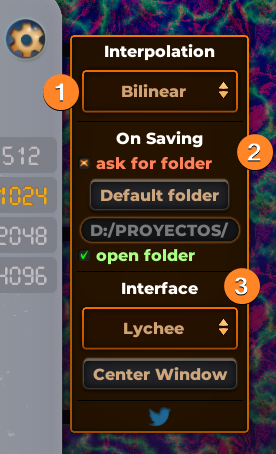 Interpolation
1
Bilinear
On Saving
2
ask for folder
512
Default folder
1024
D:/PROYECTOS/
2048
open folder
4096
Interface
3
Lychee
Center Window